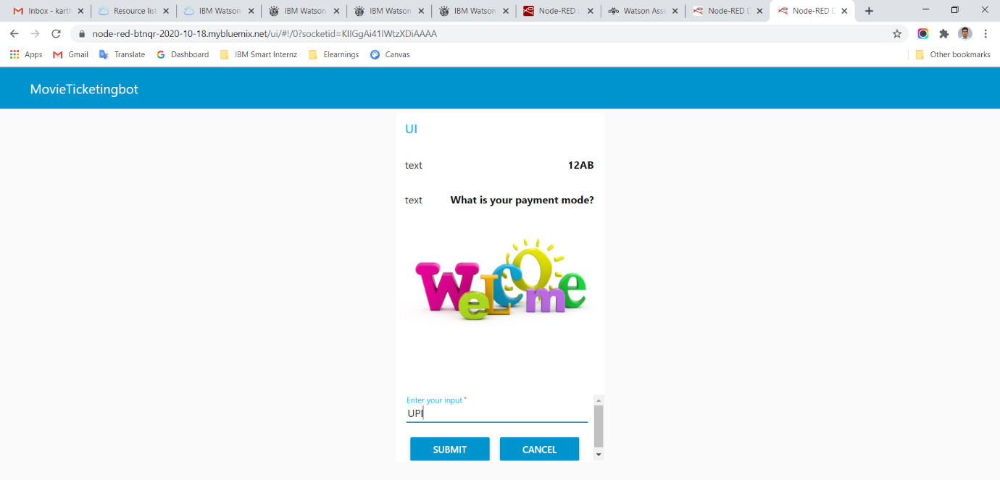 Inbox - karth
Resource list
IBM Watson
IBM Watson
IBM Watson
IBM Watson
Node-RED :
Watson Assi
Node-RED D
Node-RED D
node-red-btnqr-2020-10-18.mybluemix.net/ui/#!/0?socketid=KIIGgAi41IWtzXDiAAAA
Apps
Gmail
Translate
Dashboard
IBM Smart Internz
Elearnings
Canvas
Other bookmarks
MovieTicketingbot
UI
text 12AB
text What is your payment mode?
WeLcOme
Enter your input *
UPI
SUBMIT CANCEL